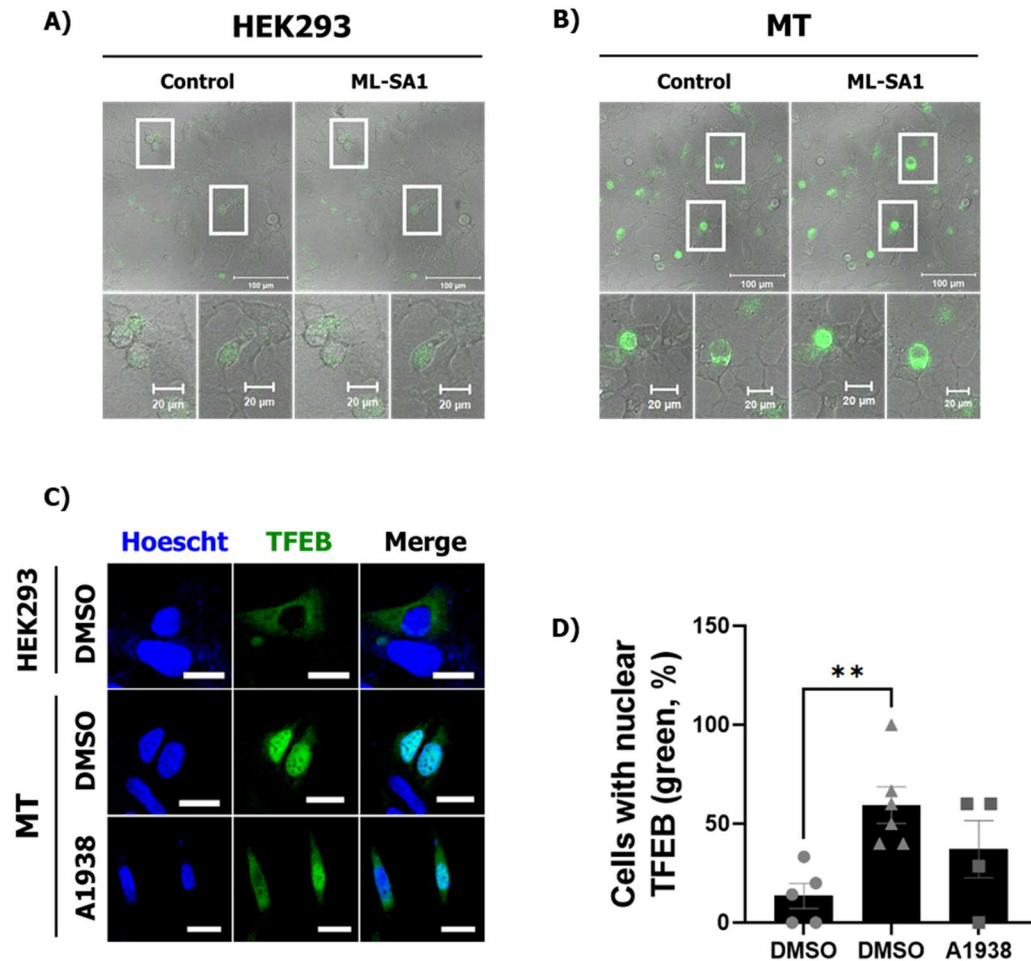 A)
HEK293
Control
ML-SA1
100 µm
100 µm
20 µm
20 µm
20 µm
20 µm
B)
MT
Control
ML-SA1
100 µm
100 µm
20 µm
20 µm
20 µm
20 µm
C)
Hoescht
TFEB
Merge
HEK293
DMSO
MT
DMSO
A1938
D)
Cells with nuclear
TFEB (green, %)
150
**
100
50
0
DMSO
DMSO
A1938